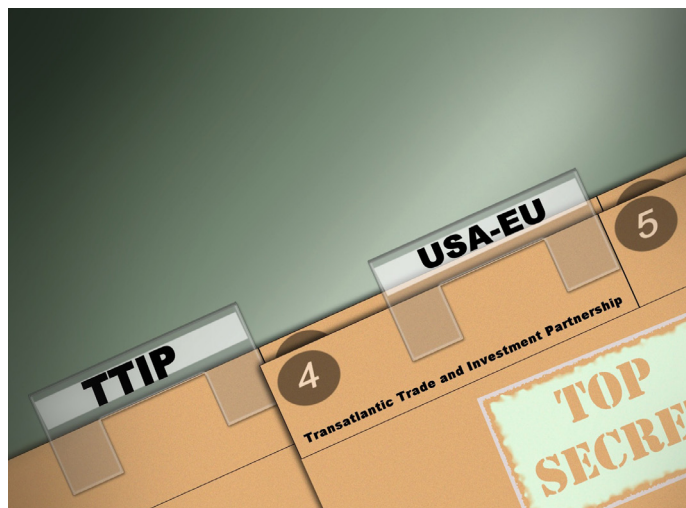 TTIP
USA-EU
4
5
Transatlantic Trade and Investment Partnership
TOP
SECRE